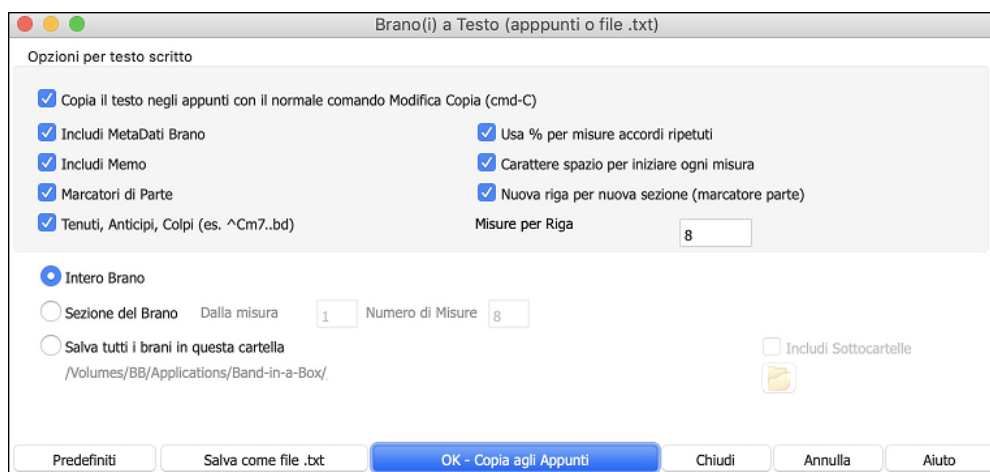 Brano(i) a Testo (apppunti o file .txt)
Opzioni per testo scritto
Copia il testo negli appunti con il normale comando Modifica Copia (cmd-C)
Includi MetaDati Brano
Usa % per misure accordi ripetuti
Includi Memo
Carattere spazio per iniziare ogni misura
Marcatori di Parte
Nuova riga per nuova sezione (marcatore parte)
Tenuti, Anticipi, Colpi (es. ^Cm7..bd)
Misure per Riga 8
Intero Brano
Sezione del Brano Dalla misura 1 Numero di Misure 8
Salva tutti i brani in questa cartella
Includi Sottocartelle
/Volumes/BB/Applications/Band-in-a-Box/
Predefiniti Salva come file .txt OK - Copia agli Appunti Chiudi Annulla Aiuto